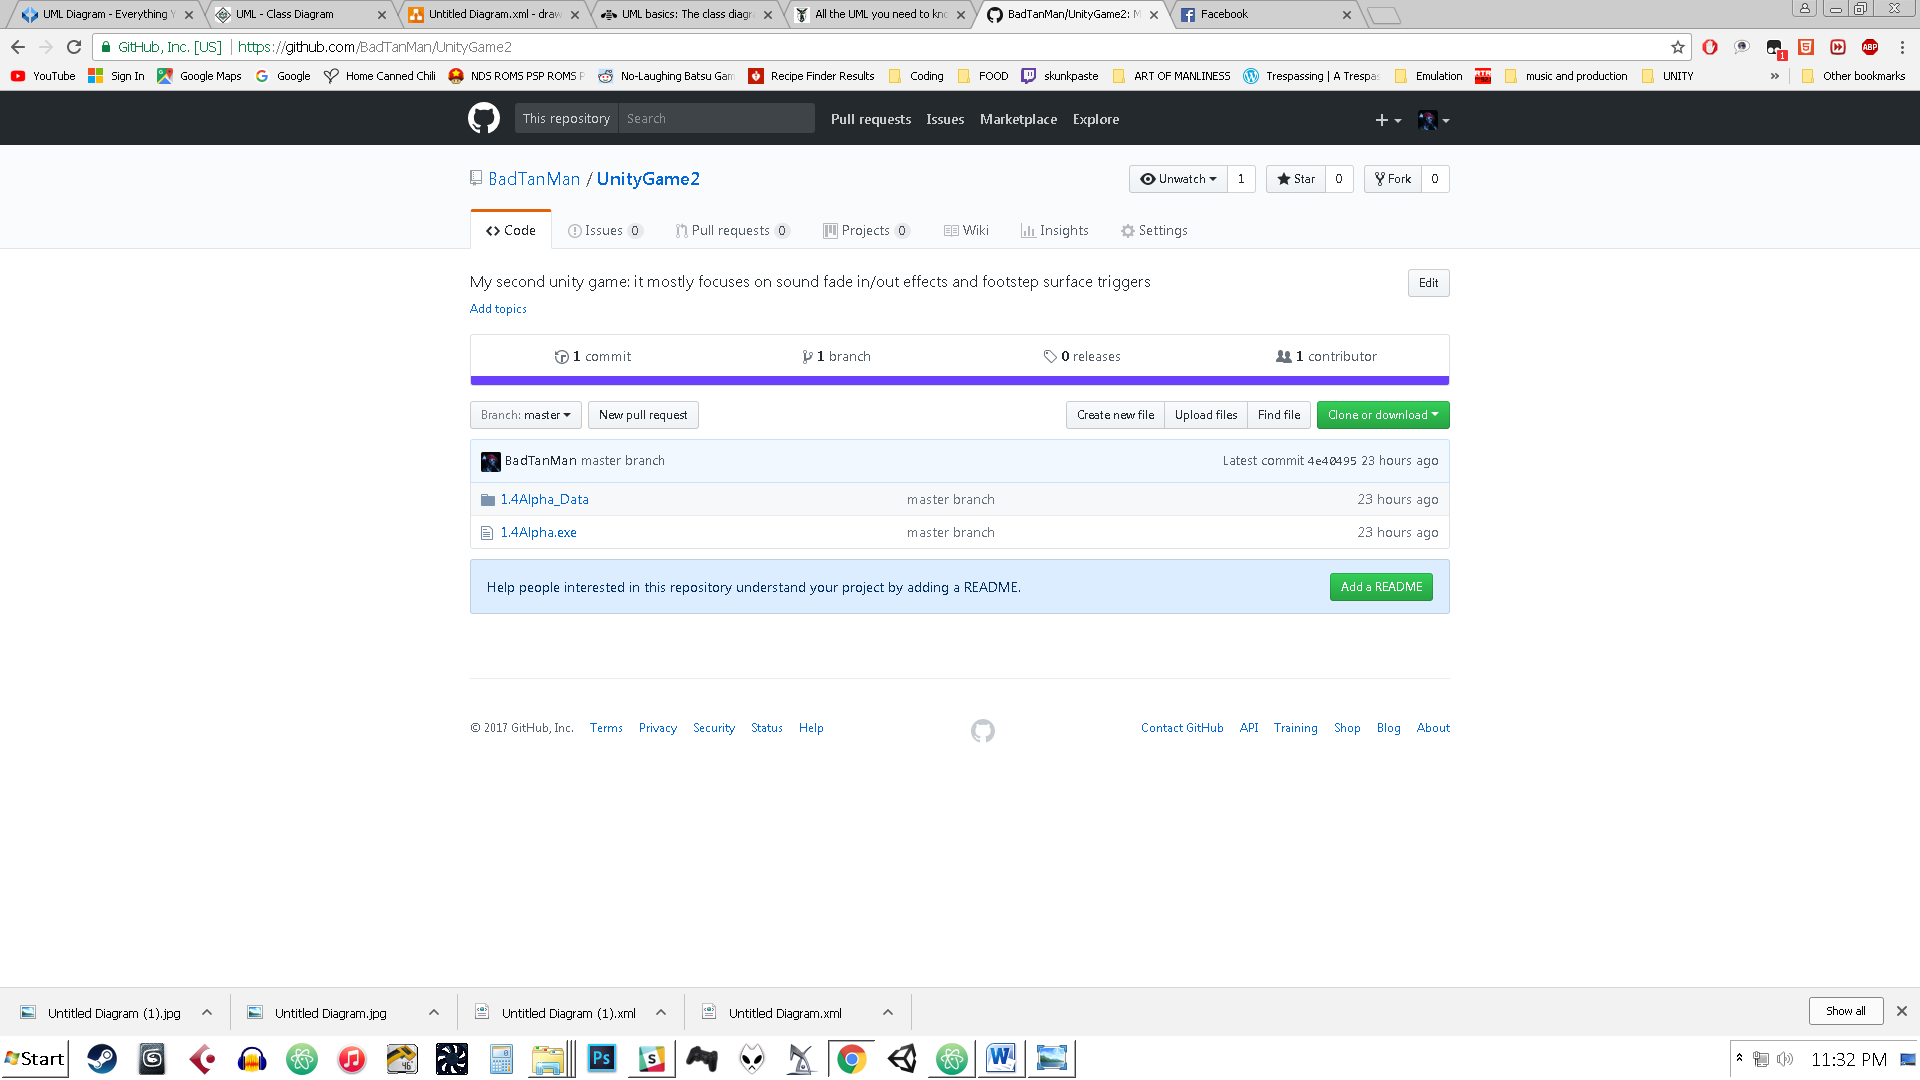 UML Diagram - Everything Y
UML - Class Diagram
Untitled Diagram.xml - draw
UML basics: The class diagra
All the UML you need to kno
BadTanMan/UnityGame2: M
Facebook
GitHub, Inc. [US] https://github.com/BadTanMan/UnityGame2
YouTube Sign In Google Maps Google Home Canned Chili NDS ROMS PSP ROMS P No-Laughing Batsu Gam Recipe Finder Results Coding FOOD skunkpaste ART OF MANLINESS Trespassing | A Trespas Emulation music and production UNITY » Other bookmarks
This repository Search Pull requests Issues Marketplace Explore
BadTanMan / UnityGame2
Unwatch 1 Star 0 Fork 0
Code Issues 0 Pull requests 0 Projects 0 Wiki Insights Settings
My second unity game: it mostly focuses on sound fade in/out effects and footstep surface triggers
Edit
Add topics
1 commit 1 branch 0 releases 1 contributor
Branch: master New pull request Create new file Upload files Find file Clone or download
BadTanMan master branch Latest commit 4e40495 23 hours ago
1.4Alpha_Data master branch 23 hours ago
1.4Alpha.exe master branch 23 hours ago
Help people interested in this repository understand your project by adding a README. Add a README
© 2017 GitHub, Inc. Terms Privacy Security Status Help Contact GitHub API Training Shop Blog About
Untitled Diagram (1).jpg Untitled Diagram.jpg Untitled Diagram (1).xml Untitled Diagram.xml Show all
Start 11:32 PM